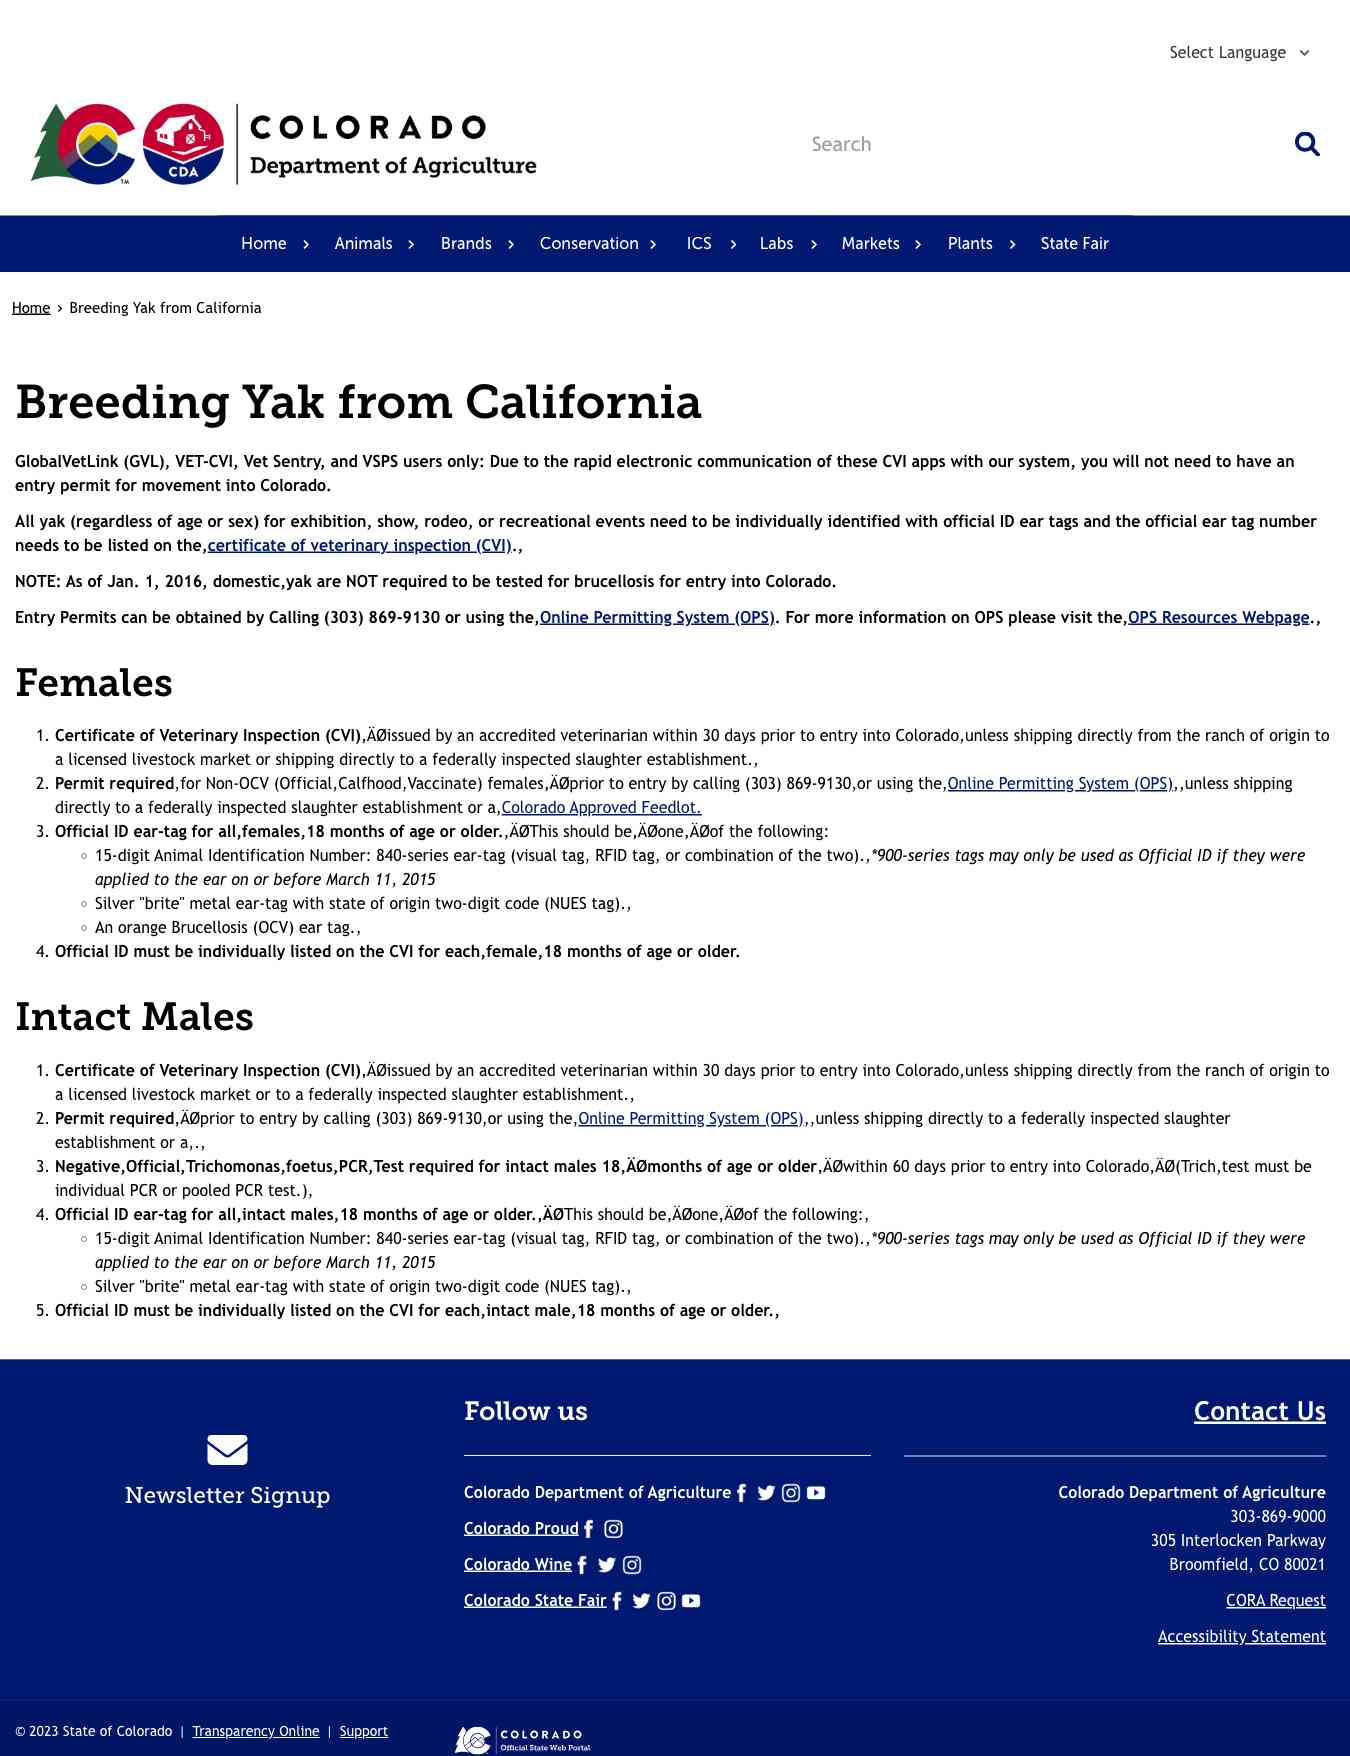 Select Language
CDA
TM
COLORADO
Department of Agriculture
Search
Home Animals Brands Conservation ICS Labs Markets Plants State Fair
Home › Breeding Yak from California
Breeding Yak from California
GlobalVetLink (GVL), VET-CVI, Vet Sentry, and VSPS users only: Due to the rapid electronic communication of these CVI apps with our system, you will not need to have an
entry permit for movement into Colorado.
All yak (regardless of age or sex) for exhibition, show, rodeo, or recreational events need to be individually identified with official ID ear tags and the official ear tag number
needs to be listed on the‚certificate of veterinary inspection (CVI).‚
NOTE: As of Jan. 1, 2016, domestic‚yak are NOT required to be tested for brucellosis for entry into Colorado.
Entry Permits can be obtained by Calling (303) 869-9130 or using the‚Online Permitting System (OPS). For more information on OPS please visit the‚OPS Resources Webpage.‚
Females
1. Certificate of Veterinary Inspection (CVI)‚ÄØissued by an accredited veterinarian within 30 days prior to entry into Colorado‚unless shipping directly from the ranch of origin to
a licensed livestock market or shipping directly to a federally inspected slaughter establishment.‚
2. Permit required‚for Non-OCV (Official‚Calfhood‚Vaccinate) females‚ÄØprior to entry by calling (303) 869-9130‚or using the‚Online Permitting System (OPS)‚,unless shipping
directly to a federally inspected slaughter establishment or a‚Colorado Approved Feedlot.
3. Official ID ear-tag for all‚females‚18 months of age or older.‚ÄØThis should be‚ÄØone‚ÄØof the following:
15-digit Animal Identification Number: 840-series ear-tag (visual tag, RFID tag, or combination of the two).‚*900-series tags may only be used as Official ID if they were
applied to the ear on or before March 11, 2015
Silver "brite" metal ear-tag with state of origin two-digit code (NUES tag).‚
An orange Brucellosis (OCV) ear tag.‚
4. Official ID must be individually listed on the CVI for each‚female‚18 months of age or older.
Intact Males
1. Certificate of Veterinary Inspection (CVI)‚ÄØissued by an accredited veterinarian within 30 days prior to entry into Colorado‚unless shipping directly from the ranch of origin to
a licensed livestock market or to a federally inspected slaughter establishment.‚
2. Permit required‚ÄØprior to entry by calling (303) 869-9130‚or using the‚Online Permitting System (OPS)‚,unless shipping directly to a federally inspected slaughter
establishment or a‚.‚
3. Negative‚Official‚Trichomonas‚foetus‚PCR‚Test required for intact males 18‚ÄØmonths of age or older‚ÄØwithin 60 days prior to entry into Colorado‚ÄØ(Trich‚test must be
individual PCR or pooled PCR test.)‚
4. Official ID ear-tag for all‚intact males‚18 months of age or older.‚ÄØThis should be‚ÄØone‚ÄØof the following:‚
15-digit Animal Identification Number: 840-series ear-tag (visual tag, RFID tag, or combination of the two).‚*900-series tags may only be used as Official ID if they were
applied to the ear on or before March 11, 2015
Silver "brite" metal ear-tag with state of origin two-digit code (NUES tag).‚
5. Official ID must be individually listed on the CVI for each‚intact male‚18 months of age or older.‚
Newsletter Signup
Follow us
Colorado Department of Agriculture
Colorado Proud
Colorado Wine
Colorado State Fair
Contact Us
Colorado Department of Agriculture
303-869-9000
305 Interlocken Parkway
Broomfield, CO 80021
CORA Request
Accessibility Statement
© 2023 State of Colorado | Transparency Online | Support
COLORADO
Official State Web Portal